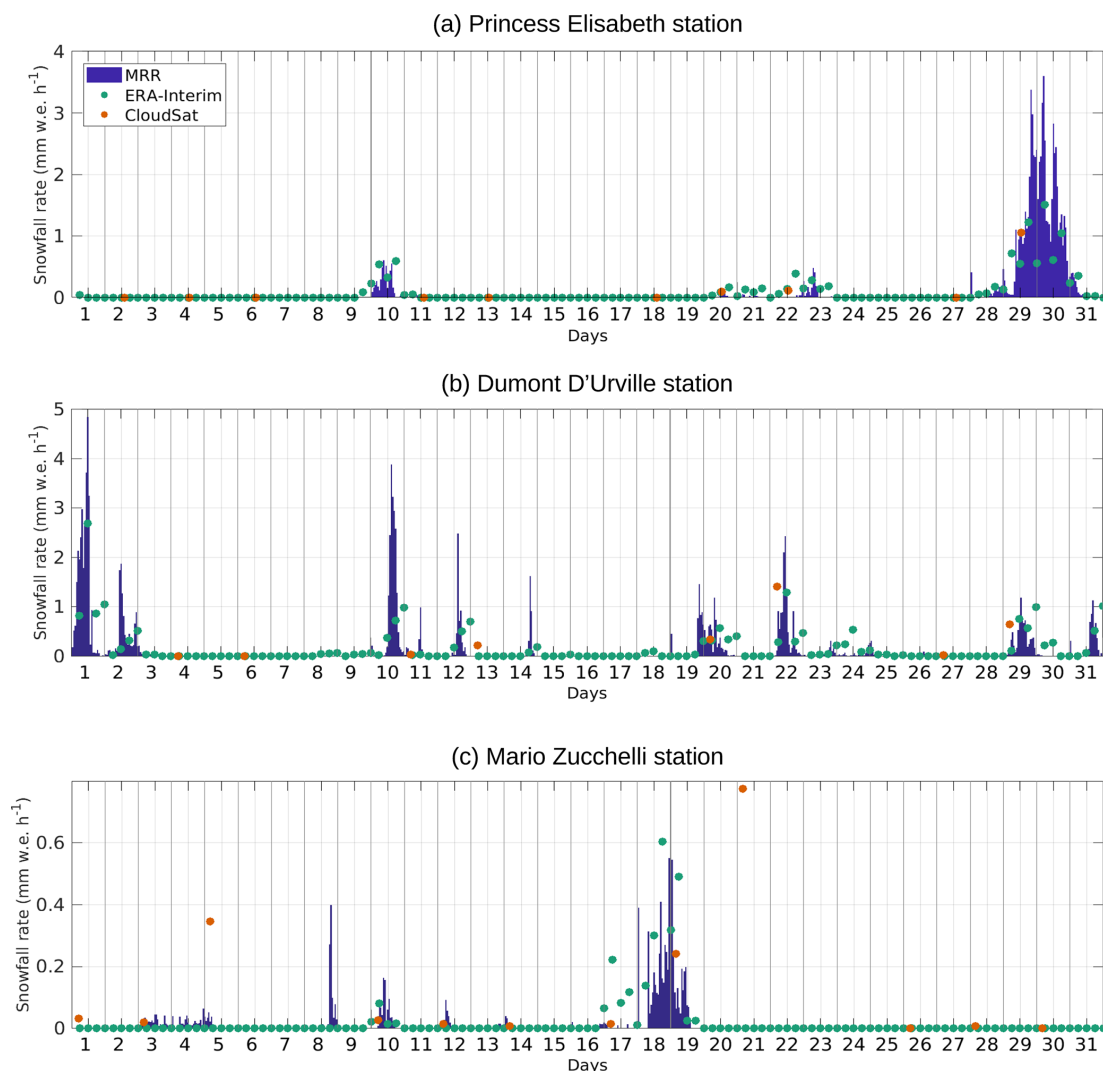 (a) Princess Elisabeth station
Snowfall rate (mm w.e. h-1)
4
3
2
1
0
MRR
ERA-Interim
CloudSat
1 2 3 4 5 6 7 8 9 10 11 12 13 14 15 16 17 18 19 20 21 22 23 24 25 26 27 28 29 30 31
Days
(b) Dumont D’Urville station
Snowfall rate (mm w.e. h-1)
5
4
3
2
1
0
1 2 3 4 5 6 7 8 9 10 11 12 13 14 15 16 17 18 19 20 21 22 23 24 25 26 27 28 29 30 31
Days
(c) Mario Zucchelli station
Snowfall rate (mm w.e. h-1)
0.6
0.4
0.2
0
1 2 3 4 5 6 7 8 9 10 11 12 13 14 15 16 17 18 19 20 21 22 23 24 25 26 27 28 29 30 31
Days